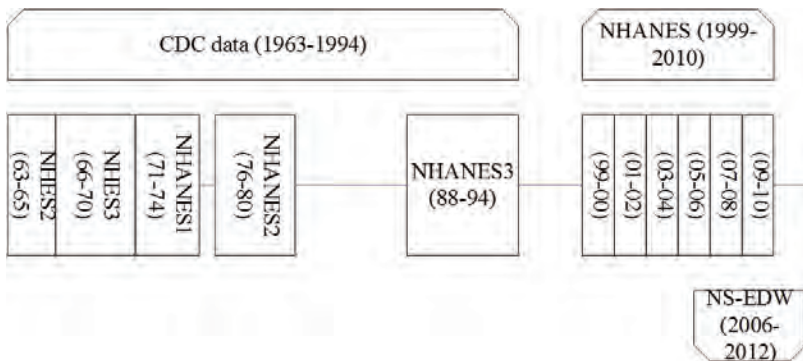 CDC data (1963-1994)
NHANES (1999-
2010)
NHES2
(63-65)
NHES3
(66-70)
NHANES1
(71-74)
NHANES2
(76-80)
NHANES3
(88-94)
(99-00)
(01-02)
(03-04)
(05-06)
(07-08)
(09-10)
NS-EDW
(2006-
2012)